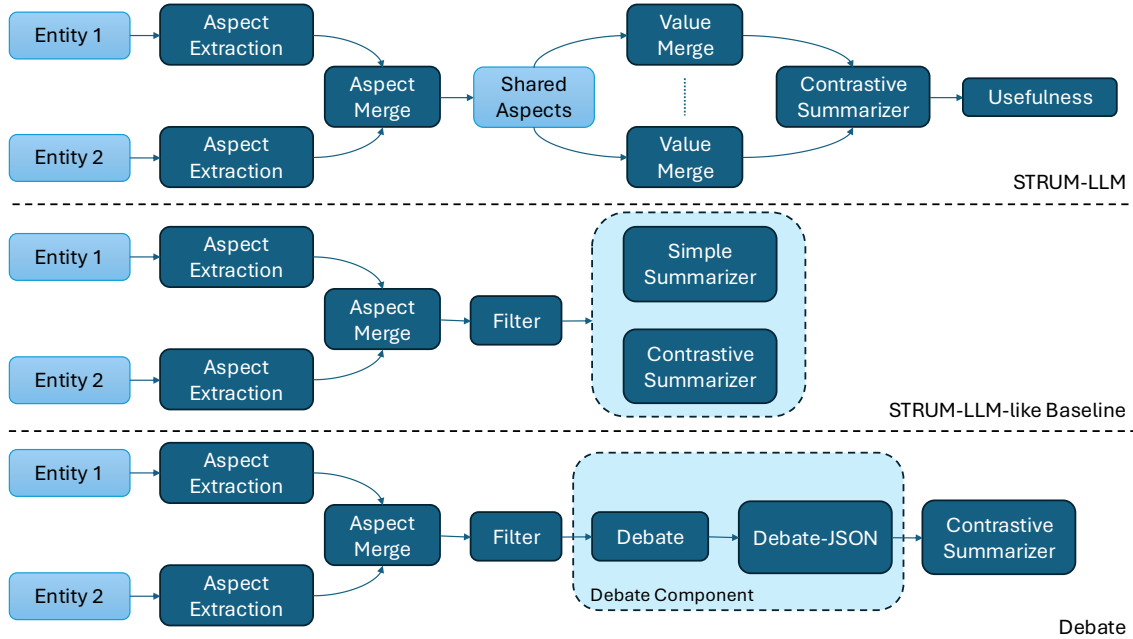 Entity 1
Aspect
Extraction
Entity 2
Aspect
Extraction
Aspect
Merge
Shared
Aspects
Value
Merge
Value
Merge
Contrastive
Summarizer
Usefulness
STRUM-LLM
Entity 1
Aspect
Extraction
Entity 2
Aspect
Extraction
Aspect
Merge
Filter
Simple
Summarizer
Contrastive
Summarizer
STRUM-LLM-like Baseline
Entity 1
Aspect
Extraction
Entity 2
Aspect
Extraction
Aspect
Merge
Filter
Debate
Debate-JSON
Debate Component
Contrastive
Summarizer
Debate